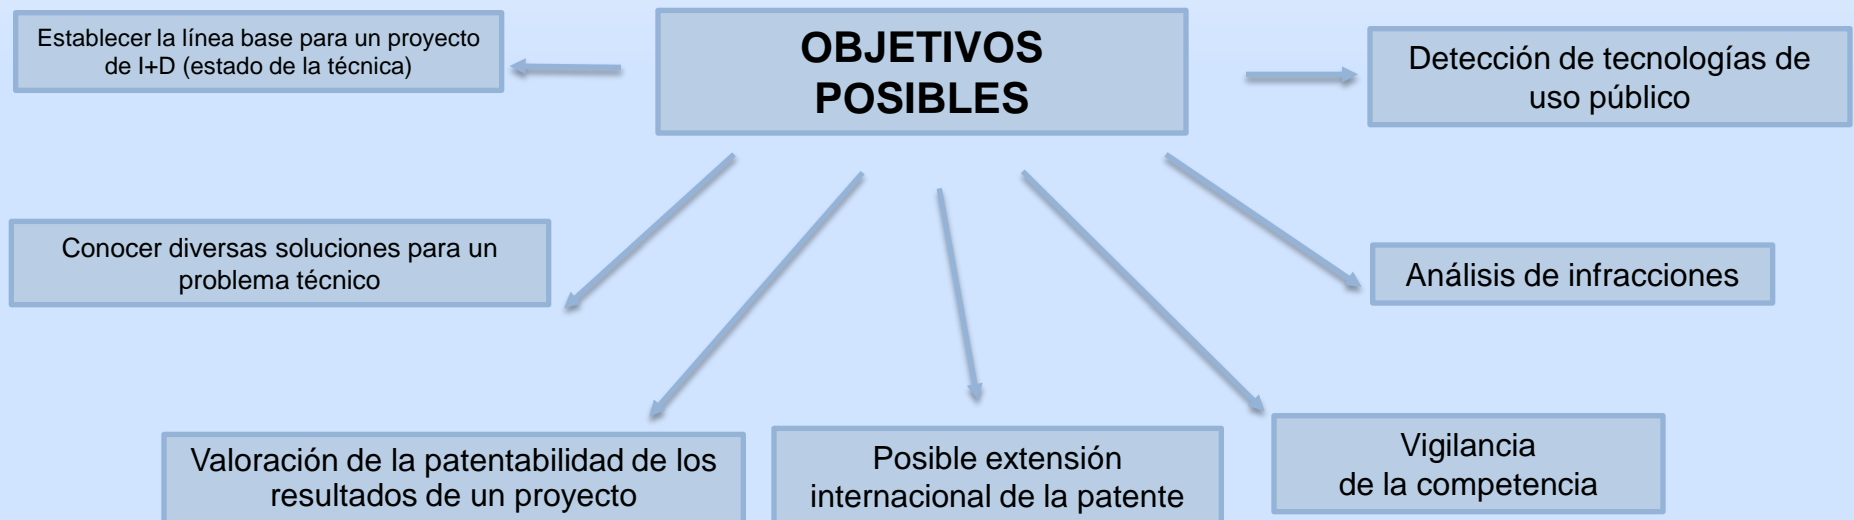 OBJETIVOS
POSIBLES
Establecer la línea base para un proyecto
de I+D (estado de la técnica)
Detección de tecnologías de
uso público
Conocer diversas soluciones para un
problema técnico
Análisis de infracciones
Valoración de la patentabilidad de los
resultados de un proyecto
Posible extensión
internacional de la patente
Vigilancia
de la competencia